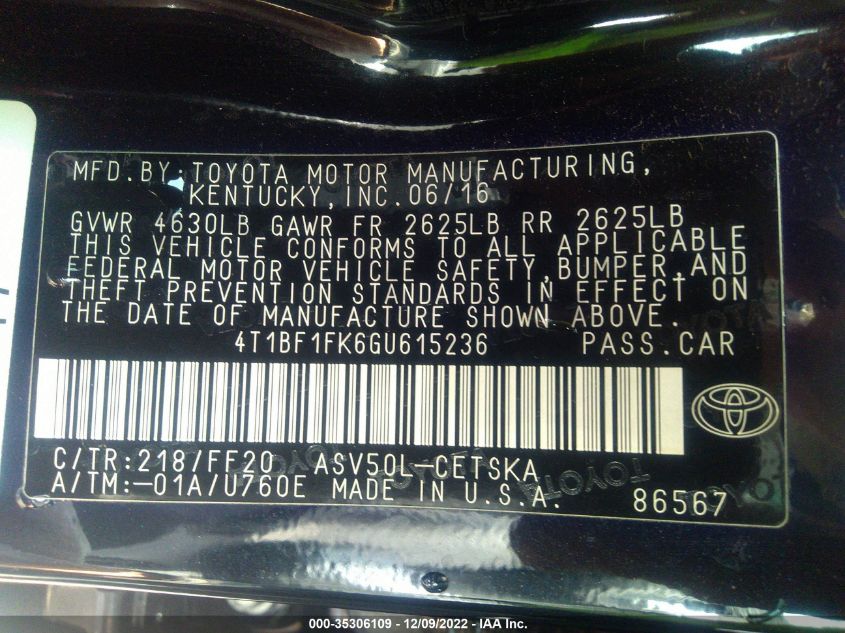 MFD.BY:TOYOTA MOTOR MANUFACTURING,
KENTUCKY,INC.06/16
GVWR 4630LB GAWR FR 2625LB RR 2625LB
THIS VEHICLE CONFORMS TO ALL APPLICABLE
FEDERAL MOTOR VEHICLE SAFETY,BUMPER,AND
THEFT PREVENTION STANDARDS IN EFFECT ON
THE DATE OF MANUFACTURE SHOWN ABOVE.
4T1BF1FK6GU615236 PASS.CAR
C/TR:218/FF20 ASV50L-CETSKA
A/TM:-01A/U760E MADE IN U.S.A. 86567
000-35306109 - 12/09/2022 - IAA Inc.